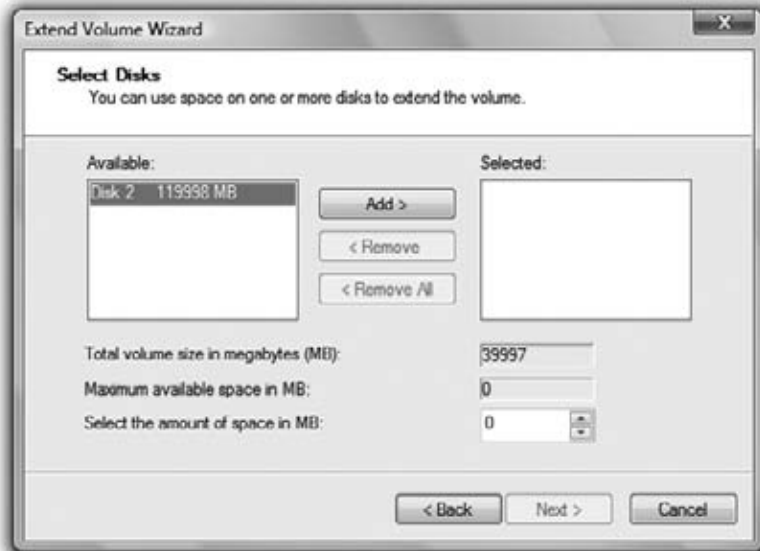 Extend Volume Wizard
X
Select Disks
You can use space on one or more disks to extend the volume.
Available:
Selected:
Disk 2 119998 MB
Add >
< Remove
< Remove All
Total volume size in megabytes (MB):
39997
Maximum available space in MB:
0
Select the amount of space in MB:
0
< Back
Next >
Cancel